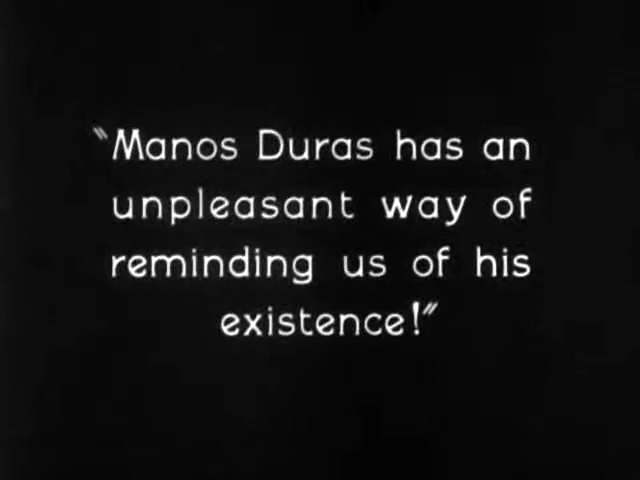 "Manos Duras has an
unpleasant way of
reminding us of his
existence!"